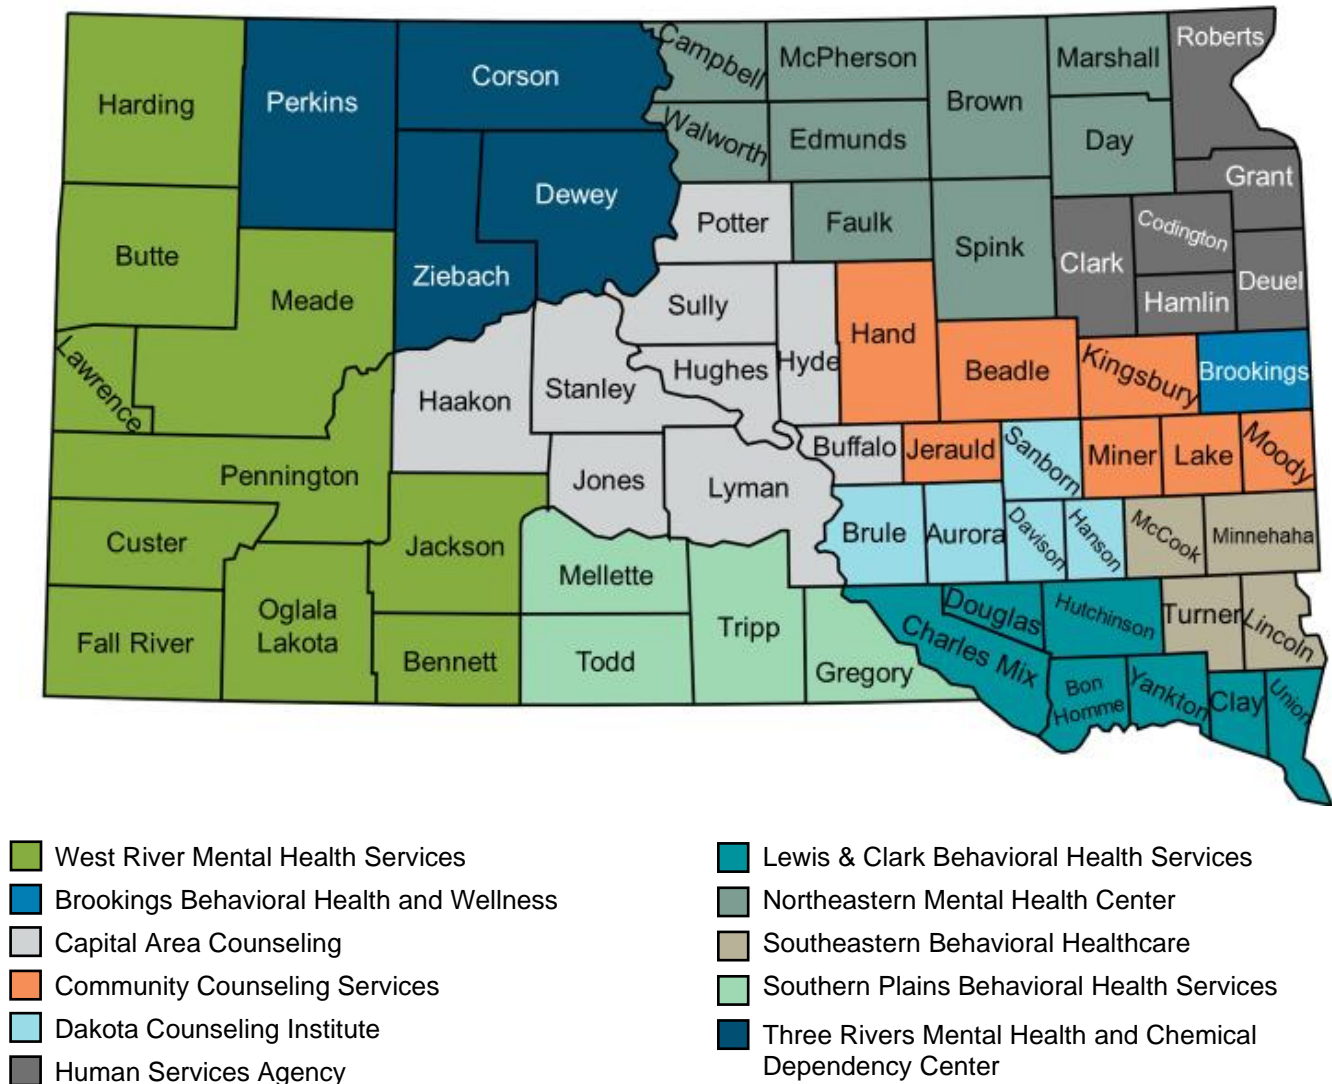 Roberts
Campbell
McPherson
Marshall
Corson
Harding
Perkins
Brown
Walworth
Edmunds
Day
Grant
Dewey
Potter
Faulk
Codington
Butte
Ziebach
Spink
Clark
Deuel
Meade
Sully
Hamlin
Hand
Lawrence
Haakon
Stanley
Hughes
Hyde
Beadle
Kingsbury
Brookings
Pennington
Jones
Lyman
Buffalo
Jerauld
Sanborn
Miner
Lake
Moody
Custer
Jackson
Brule
Aurora
Davison
Hanson
McCook
Minnehaha
Mellette
Oglala
Lakota
Fall River
Bennett
Todd
Tripp
Gregory
Charles Mix
Douglas
Hutchinson
Turner
Lincoln
Bon
Homme
Yankton
Clay
Union
West River Mental Health Services
Brookings Behavioral Health and Wellness
Capital Area Counseling
Community Counseling Services
Dakota Counseling Institute
Human Services Agency
Lewis & Clark Behavioral Health Services
Northeastern Mental Health Center
Southeastern Behavioral Healthcare
Southern Plains Behavioral Health Services
Three Rivers Mental Health and Chemical
Dependency Center